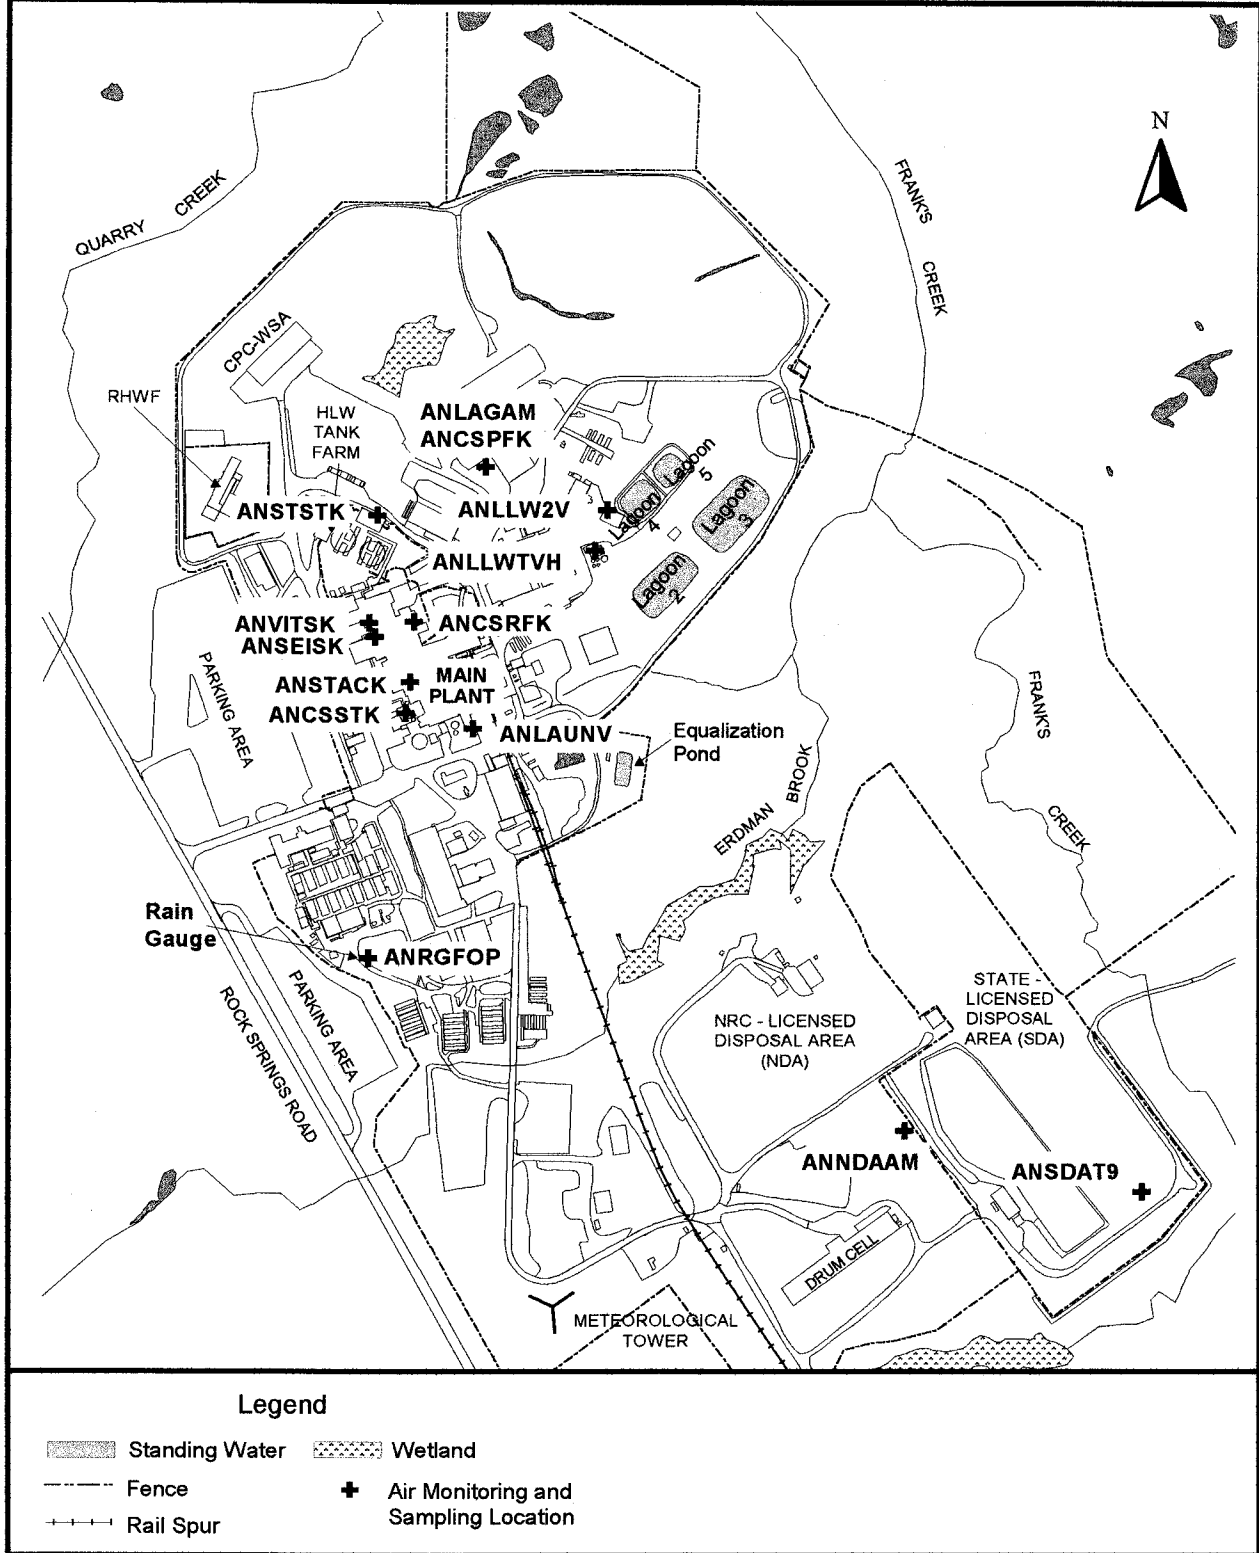 N
QUARRY CREEK
FRANK'S
CREEK
CPC-WSA
RHWF
HLW
TANK
FARM
ANLAGAM
ANCSPFK
Lagoon
5
ANSTSTK
ANLLW2V
Lagoon
4
Lagoon
3
ANLLWTVH
Lagoon
2
ANVITSK
ANSEISK
ANCSRFK
PARKING AREA
ANSTACK
MAIN
PLANT
ANCSSTK
ANLAUNV
Equalization
Pond
FRANK'S
CREEK
ERDMAN BROOK
Rain
Gauge
ANRGFOP
PARKING AREA
ROCK SPRINGS ROAD
NRC - LICENSED
DISPOSAL AREA
(NDA)
STATE -
LICENSED
DISPOSAL
AREA (SDA)
ANNDAAM
ANSDAT9
DRUM CELL
METEOROLOGICAL
TOWER
Legend
Standing Water
Wetland
Fence
Air Monitoring and
Sampling Location
Rail Spur